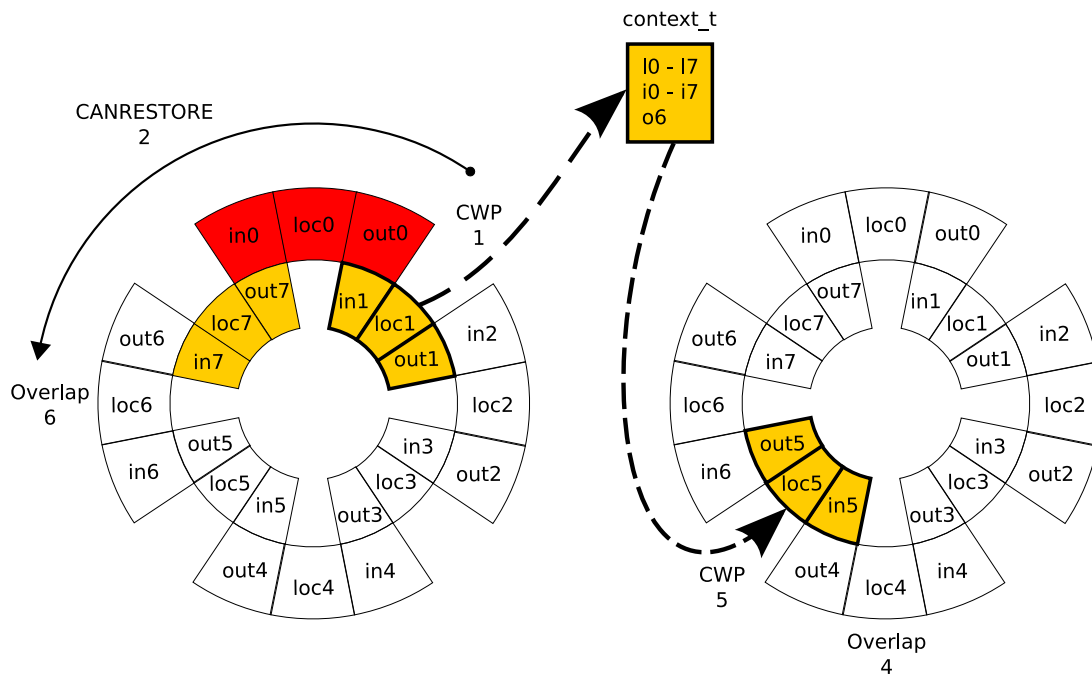 context_t
l0 - l7
i0 - i7
o6
CANRESTORE
2
CWP
1
in0
loc0
out0
out7
in1
loc7
loc1
in7
out1
out6
in2
loc6
loc2
Overlap
6
in6
out5
in3
out2
loc5
loc3
in5
out3
out4
in4
loc4
in0
loc0
out0
out7
in1
loc7
loc1
in7
out1
in2
loc6
loc2
in6
out5
in3
out2
loc5
loc3
in5
out3
out4
in4
loc4
CWP
5
Overlap
4